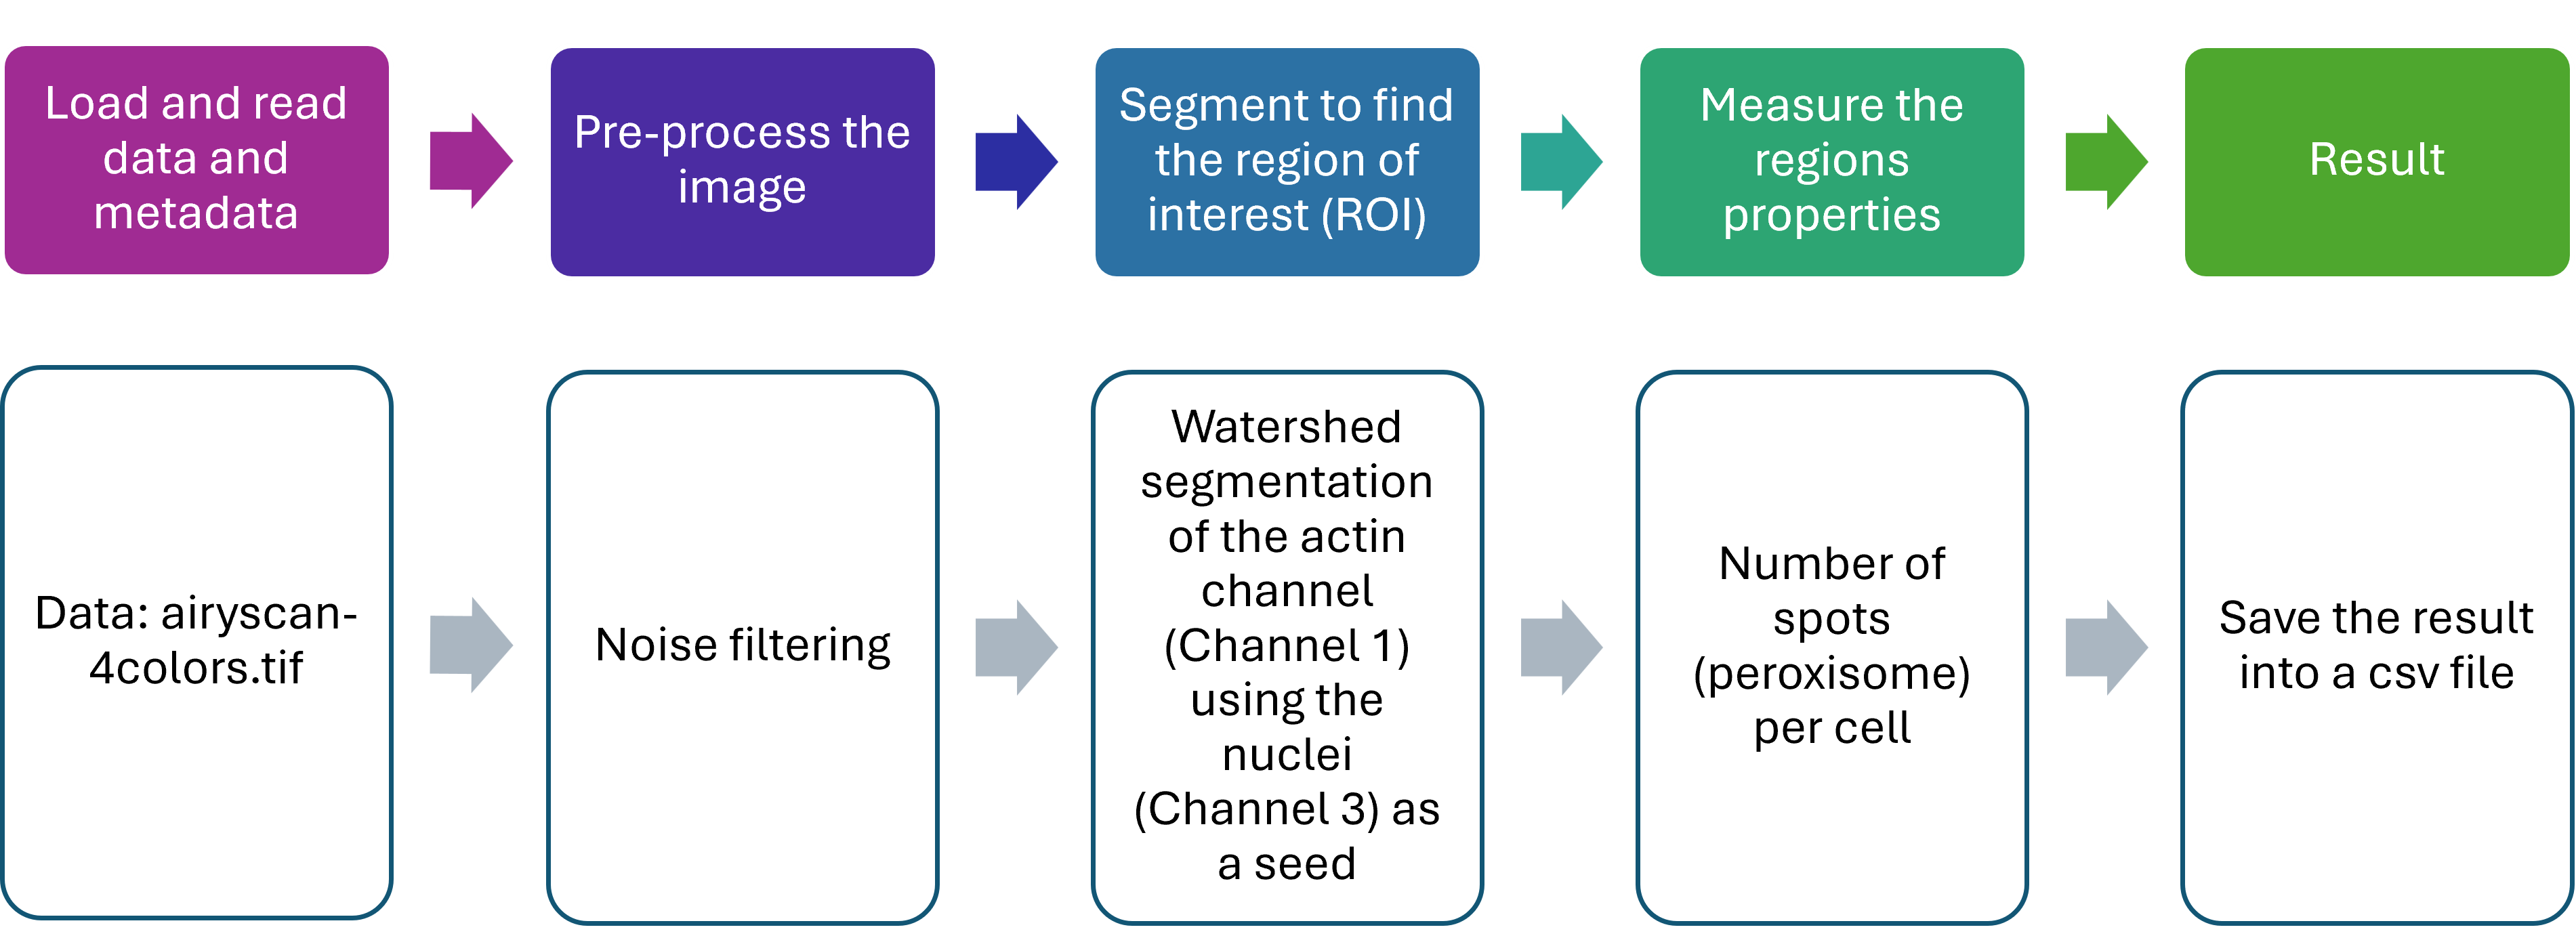 Load and read
data and
metadata
Pre-process the
image
Segment to find
the region of
interest (ROI)
Measure the
regions
properties
Result
Data: airyscan-
4colors.tif
Noise filtering
Watershed
segmentation
of the actin
channel
(Channel 1)
using the
nuclei
(Channel 3) as
a seed
Number of
spots
(peroxisome)
per cell
Save the result
into a csv file